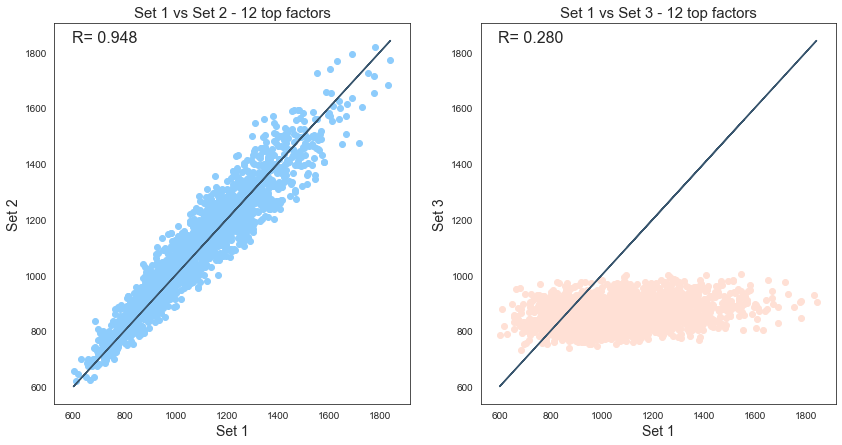 Set 1 vs Set 2 - 12 top factors
R= 0.948
1800
1600
1400
1200
1000
800
600
Set 2
600 800 1000 1200 1400 1600 1800
Set 1
Set 1 vs Set 3 - 12 top factors
R= 0.280
1800
1600
1400
1200
1000
800
600
Set 3
600 800 1000 1200 1400 1600 1800
Set 1